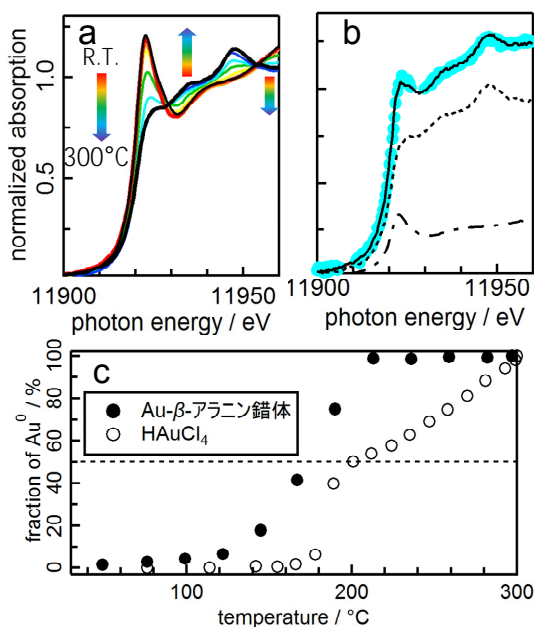 a
R.T.
300°C
normalized absorption
1.0
0.5
11900
11950
photon energy / eV
b
11900
11950
photon energy / eV
c
fraction of Au⁰ / %
100
80
60
40
20
0
● Au-β-アラニン錯体
○ HAuCl₄
100
200
300
temperature / °C